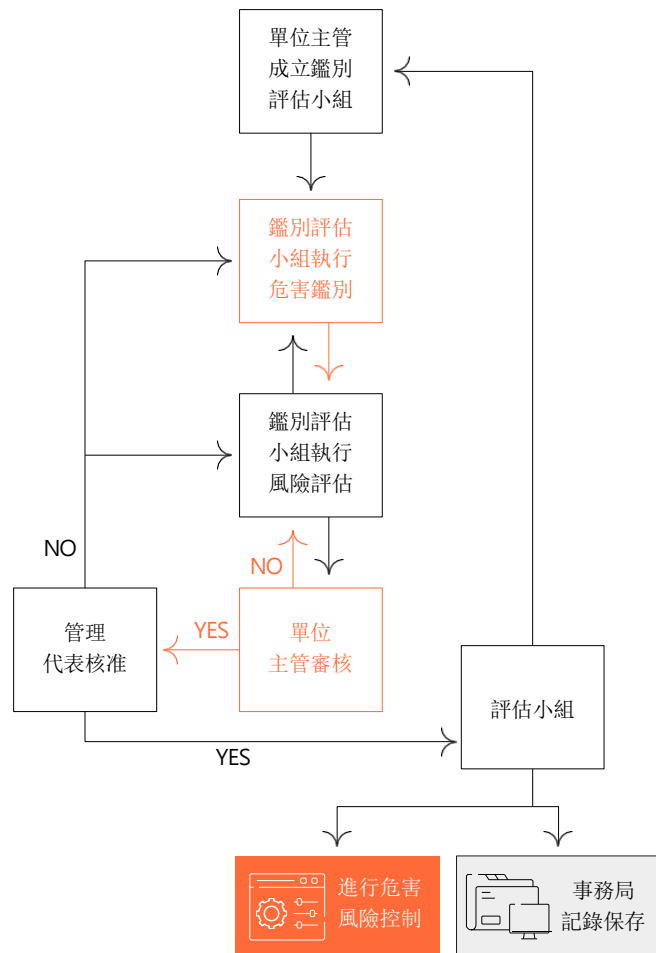 單位主管
成立鑑別
評估小組
鑑別評估
小組執行
危害鑑別
鑑別評估
小組執行
風險評估
NO
NO
管理
代表核准
YES
單位
主管審核
評估小組
YES
進行危害
風險控制
事務局
記錄保存